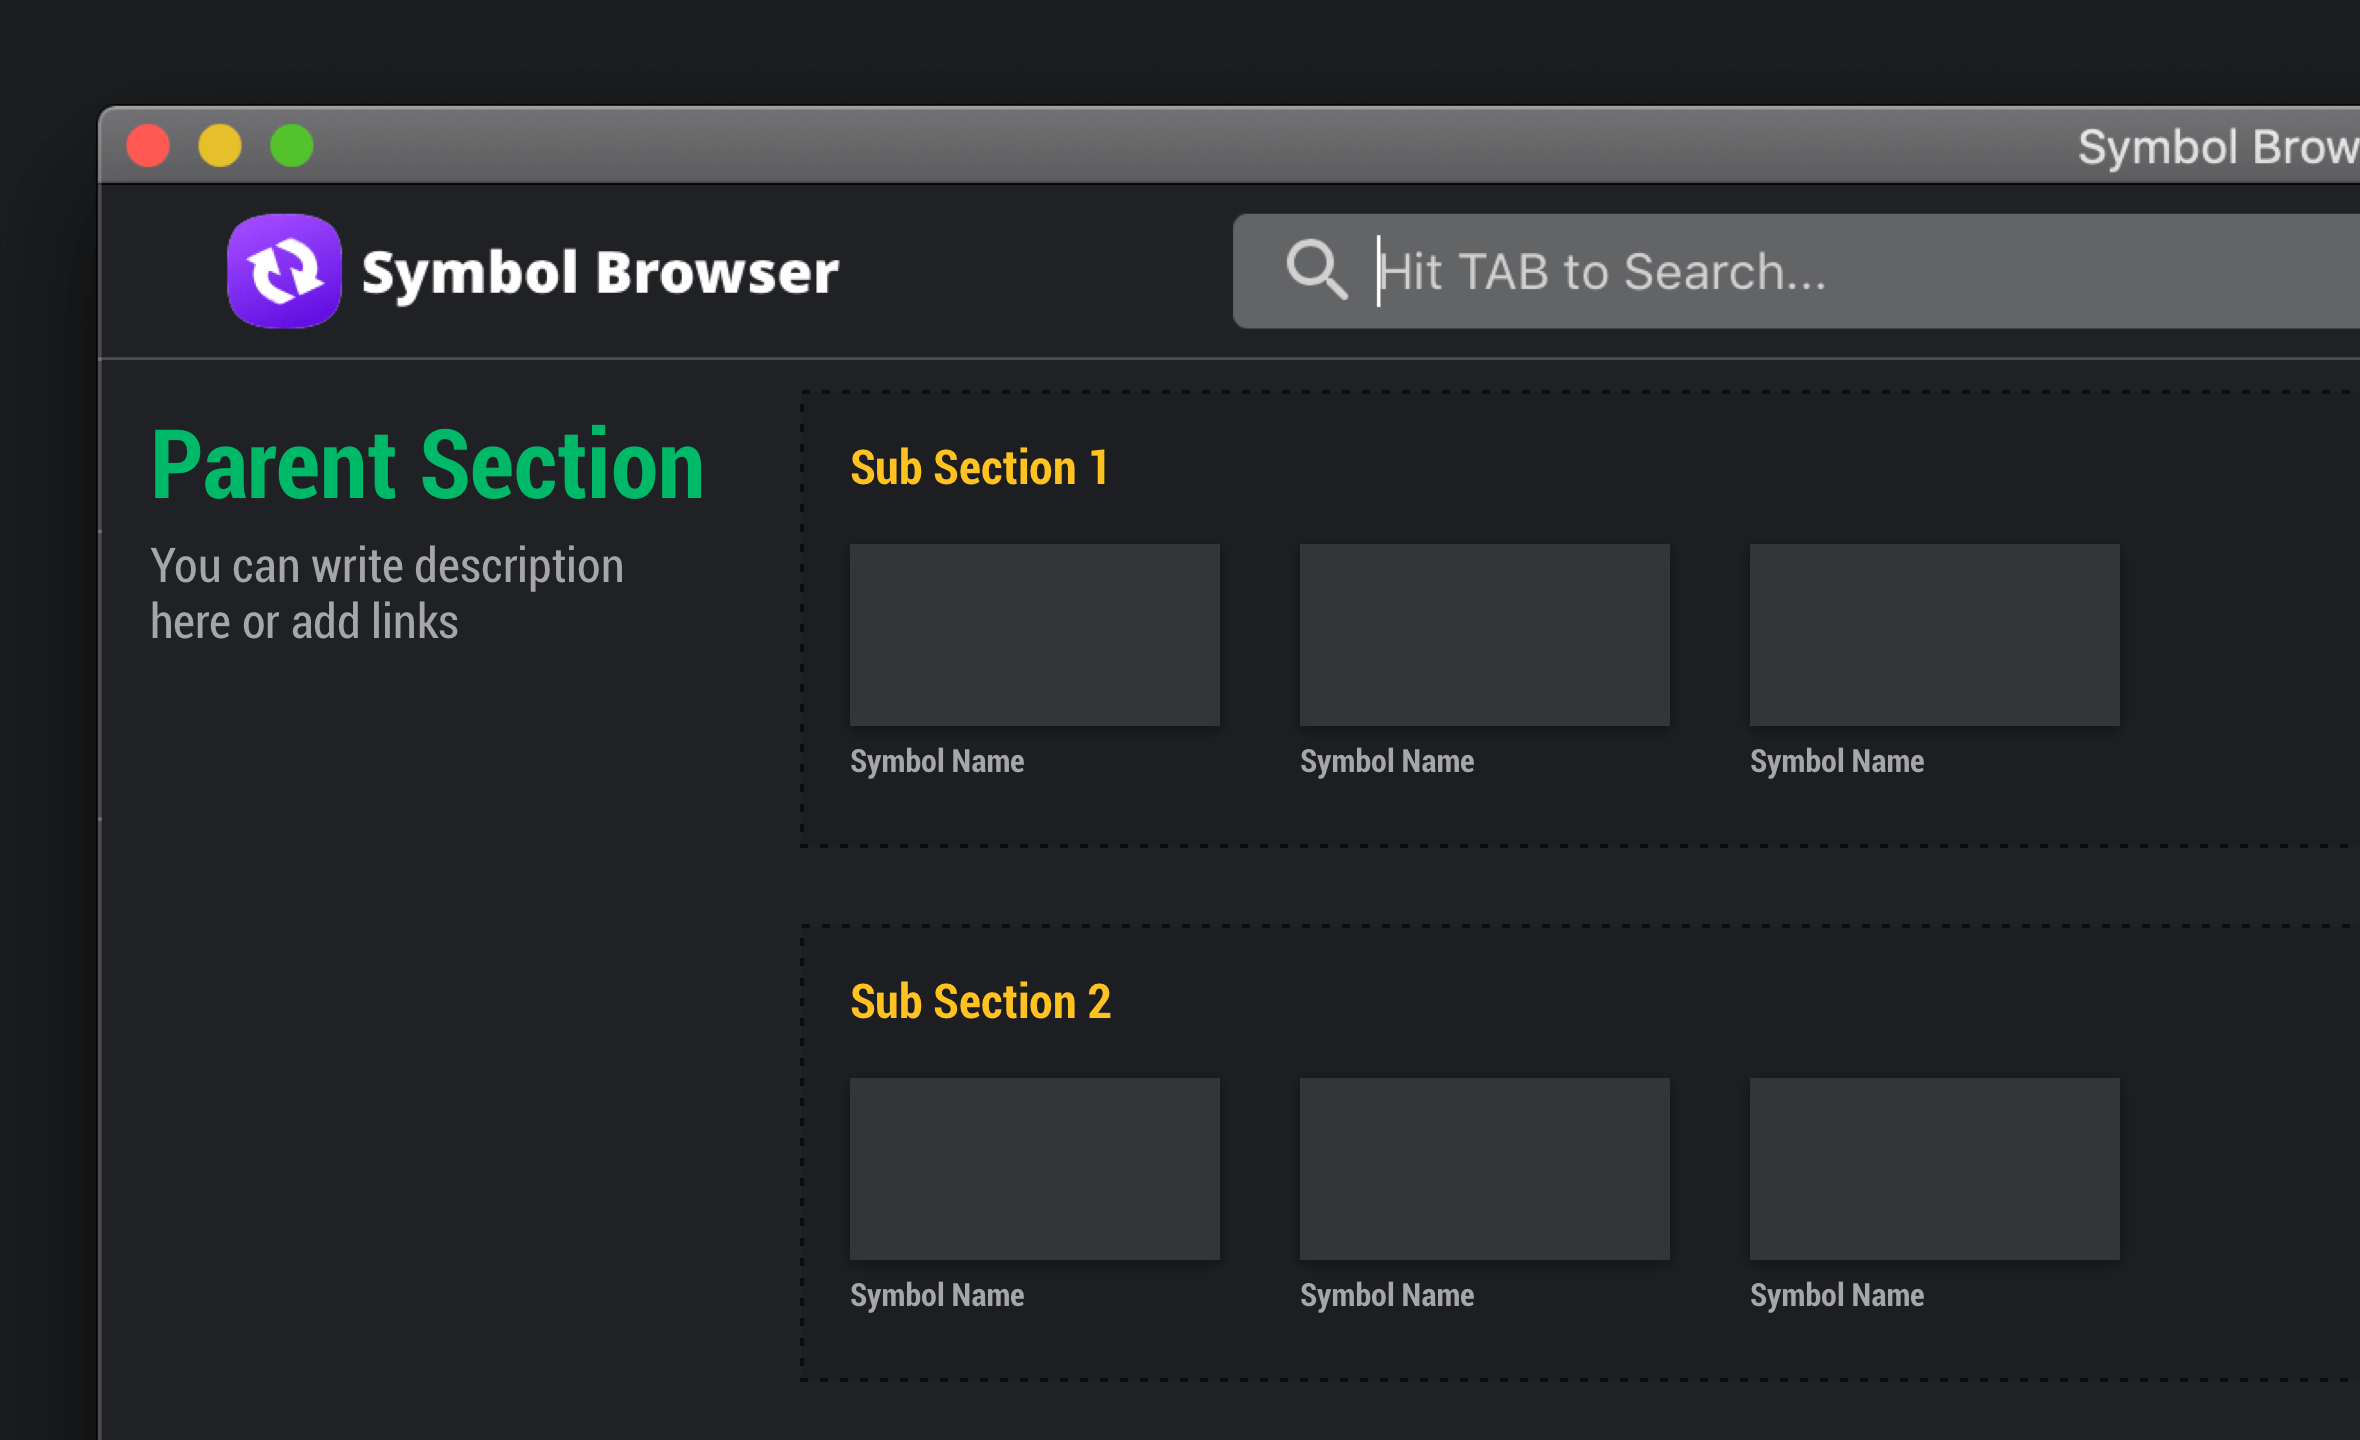 Symbol Brow
Symbol Browser
Hit TAB to Search...
Parent Section
You can write description
here or add links
Sub Section 1
Symbol Name
Symbol Name
Symbol Name
Sub Section 2
Symbol Name
Symbol Name
Symbol Name